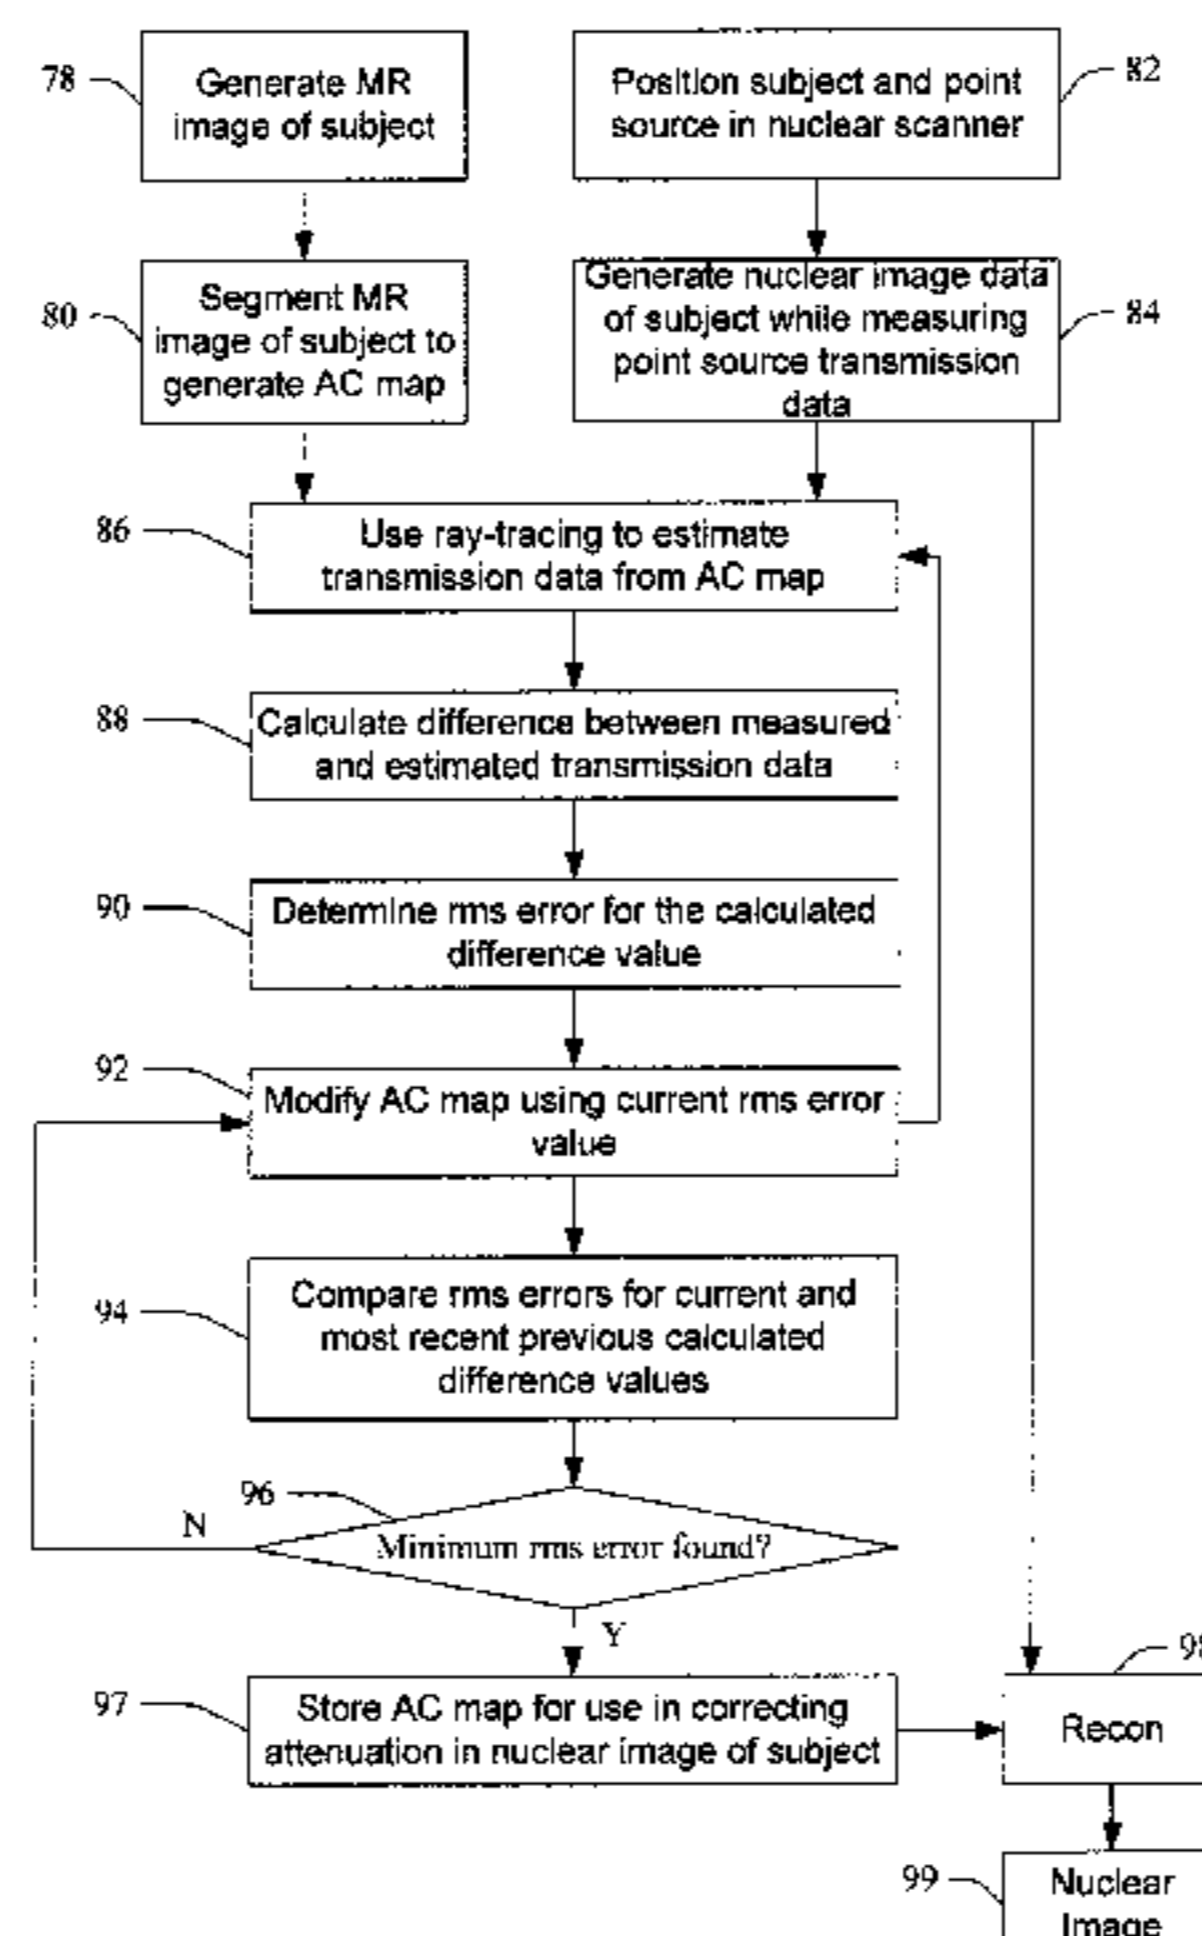 78
Generate MR
image of subject
Position subject and point
source in nuclear scanner
82
80
Segment MR
image of subject to
generate AC map
Generate nuclear image data
of subject while measuring
point source transmission
data
84
86
Use ray-tracing to estimate
transmission data from AC map
88
Calculate difference between measured
and estimated transmission data
90
Determine rms error for the calculated
difference value
92
Modify AC map using current rms error
value
94
Compare rms errors for current and
most recent previous calculated
difference values
96
N
Minimum rms error found?
Y
97
Store AC map for use in correcting
attenuation in nuclear image of subject
98
Recon
99
Nuclear
Image